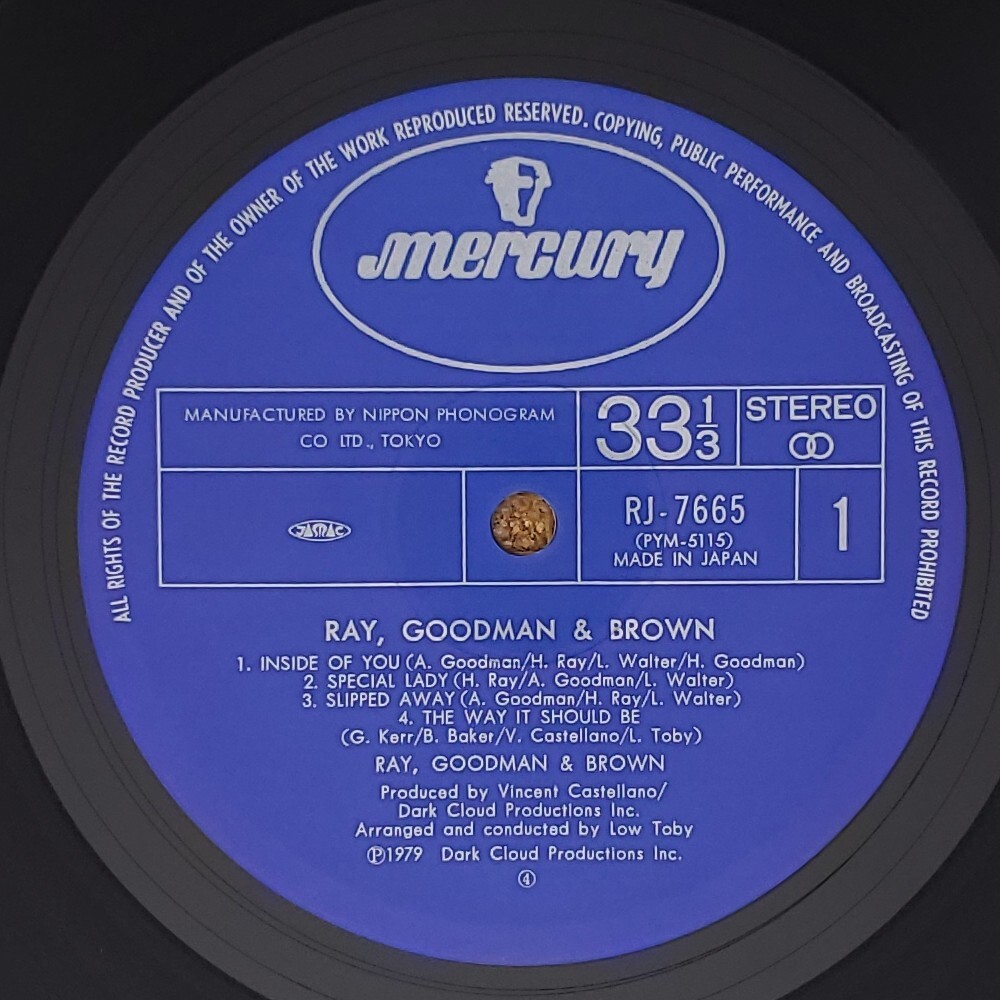 ALL RIGHTS OF THE RECORD PRODUCER AND OF THE OWNER OF THE WORK REPRODUCED RESERVED. COPYING, PUBLIC PERFORMANCE AND BROADCASTING OF THIS RECORD PROHIBITED
mercury
MANUFACTURED BY NIPPON PHONOGRAM
CO LTD., TOKYO
33 1/3
STEREO
JASRAC
RJ-7665
(PYM-5115)
MADE IN JAPAN
1
RAY, GOODMAN & BROWN
1. INSIDE OF YOU (A. Goodman/H. Ray/L. Walter/H. Goodman)
2. SPECIAL LADY (H. Ray/A. Goodman/L. Walter)
3. SLIPPED AWAY (A. Goodman/H. Ray/L. Walter)
4. THE WAY IT SHOULD BE
(G. Kerr/B. Baker/V. Castellano/L. Toby)
RAY, GOODMAN & BROWN
Produced by Vincent Castellano/
Dark Cloud Productions Inc.
Arranged and conducted by Low Toby
Ⓟ1979 Dark Cloud Productions Inc.
④